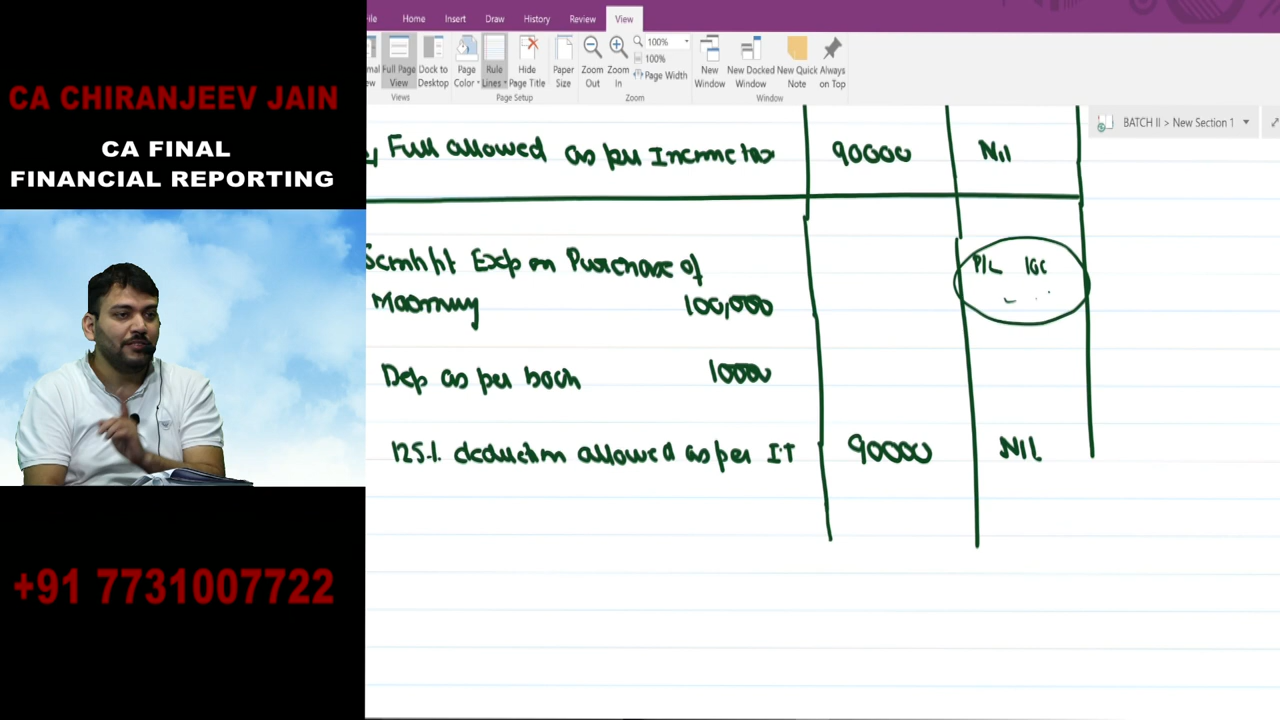 CA CHIRANJEEV JAIN
CA FINAL
FINANCIAL REPORTING
+91 7731007722
ile Home Insert Draw History Review View
mal Full Page Dock to Page Rule Hide Paper Zoom Zoom 100% New New Docked New Quick Always
ew View Desktop Color Lines Page Title Size Out In 100% Window Window Note on Top
Page Width
Views Page Setup Zoom Window
BATCH II > New Section 1
Full allowed as per Income tax 90000 Nil
Exp on Purchase of P/L
100,000
Dep as per book 10000
125% deduction allowed as per I.T 90000 NIL